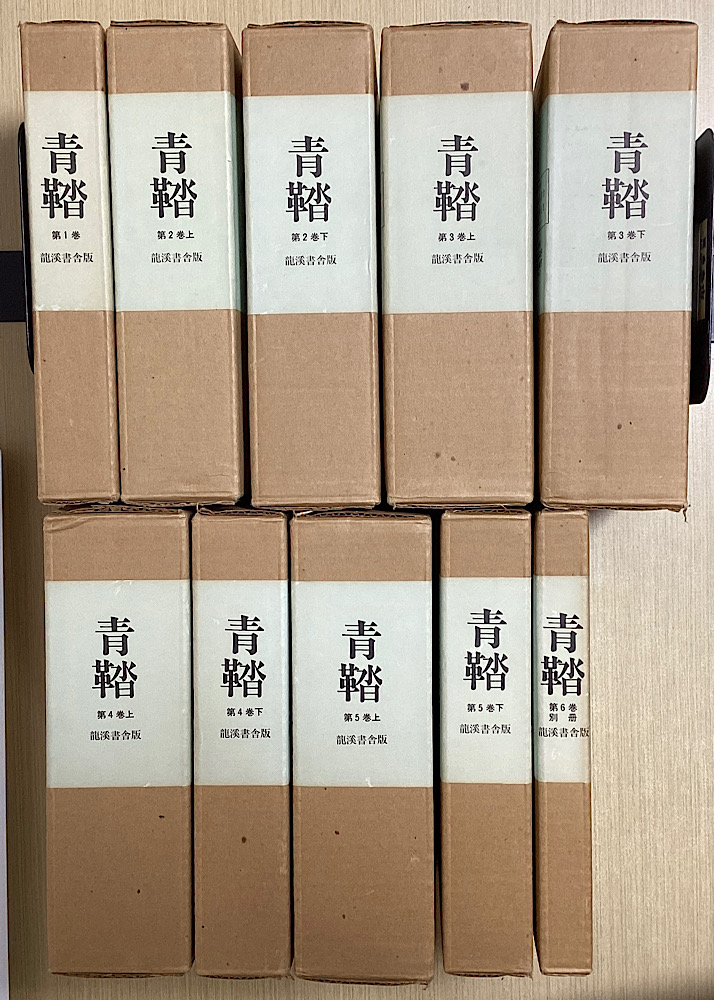 青鞜
第1巻
龍溪書舎版
青鞜
第2巻上
龍溪書舎版
青鞜
第2巻下
龍溪書舎版
青鞜
第3巻上
龍溪書舎版
青鞜
第3巻下
龍溪書舎版
青鞜
第4巻上
龍溪書舎版
青鞜
第4巻下
龍溪書舎版
青鞜
第5巻上
龍溪書舎版
青鞜
第5巻下
龍溪書舎版
青鞜
第6巻
別冊
龍溪書舎版